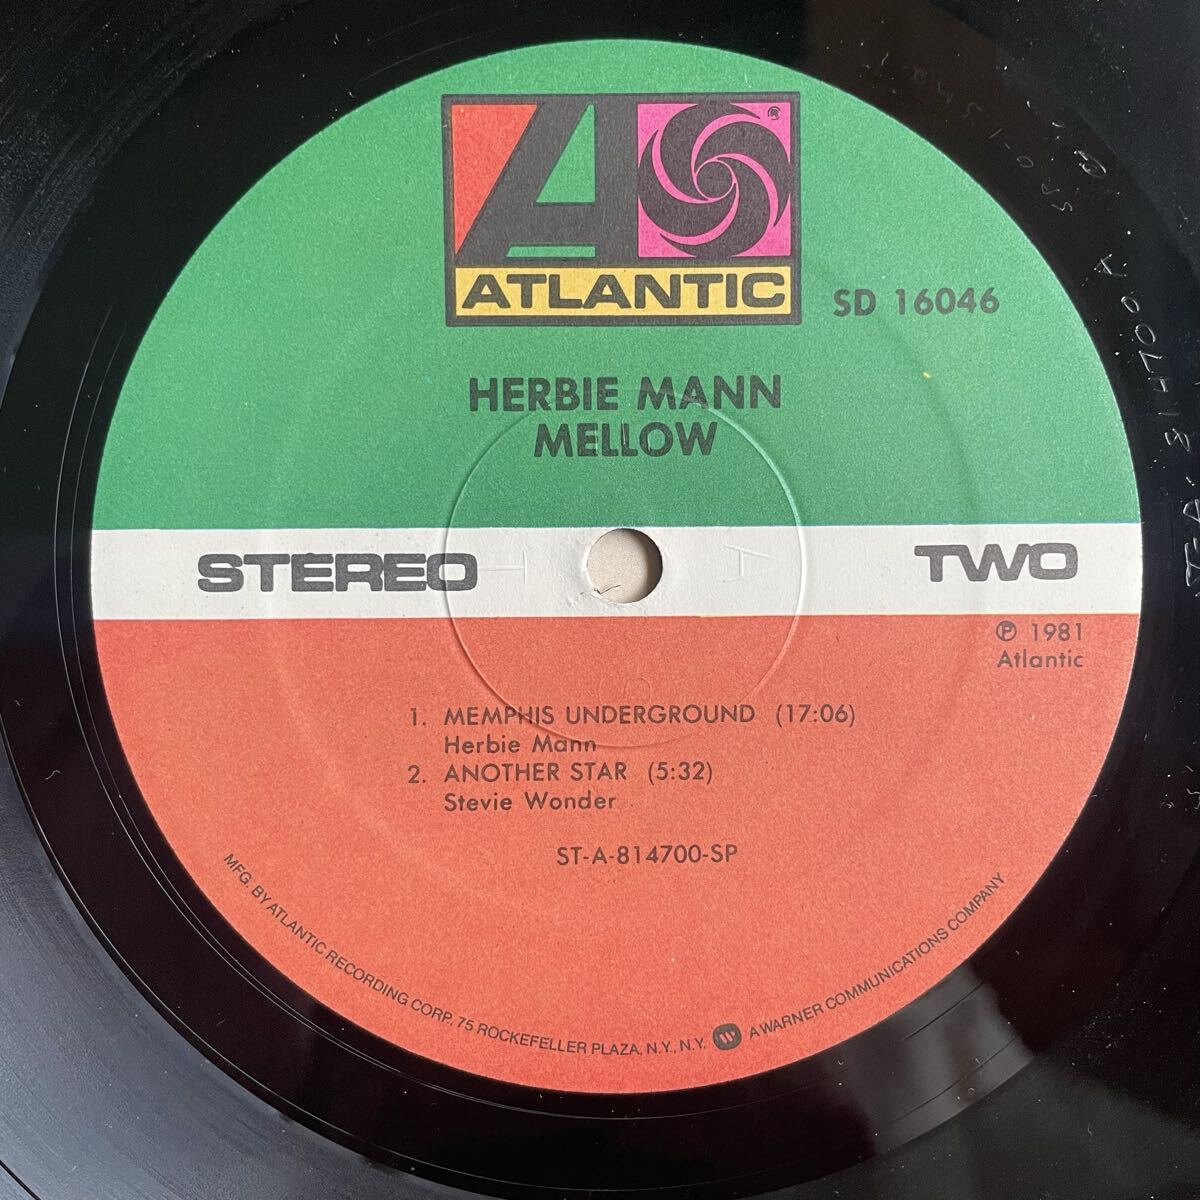 A
®
ATLANTIC
SD 16046
HERBIE MANN
MELLOW
STEREO
TWO
℗ 1981
Atlantic
1. MEMPHIS UNDERGROUND (17:06)
Herbie Mann
2. ANOTHER STAR (5:32)
Stevie Wonder
ST-A-814700-SP
MFG. BY ATLANTIC RECORDING CORP., 75 ROCKEFELLER PLAZA, N.Y., N.Y. A WARNER COMMUNICATIONS COMPANY